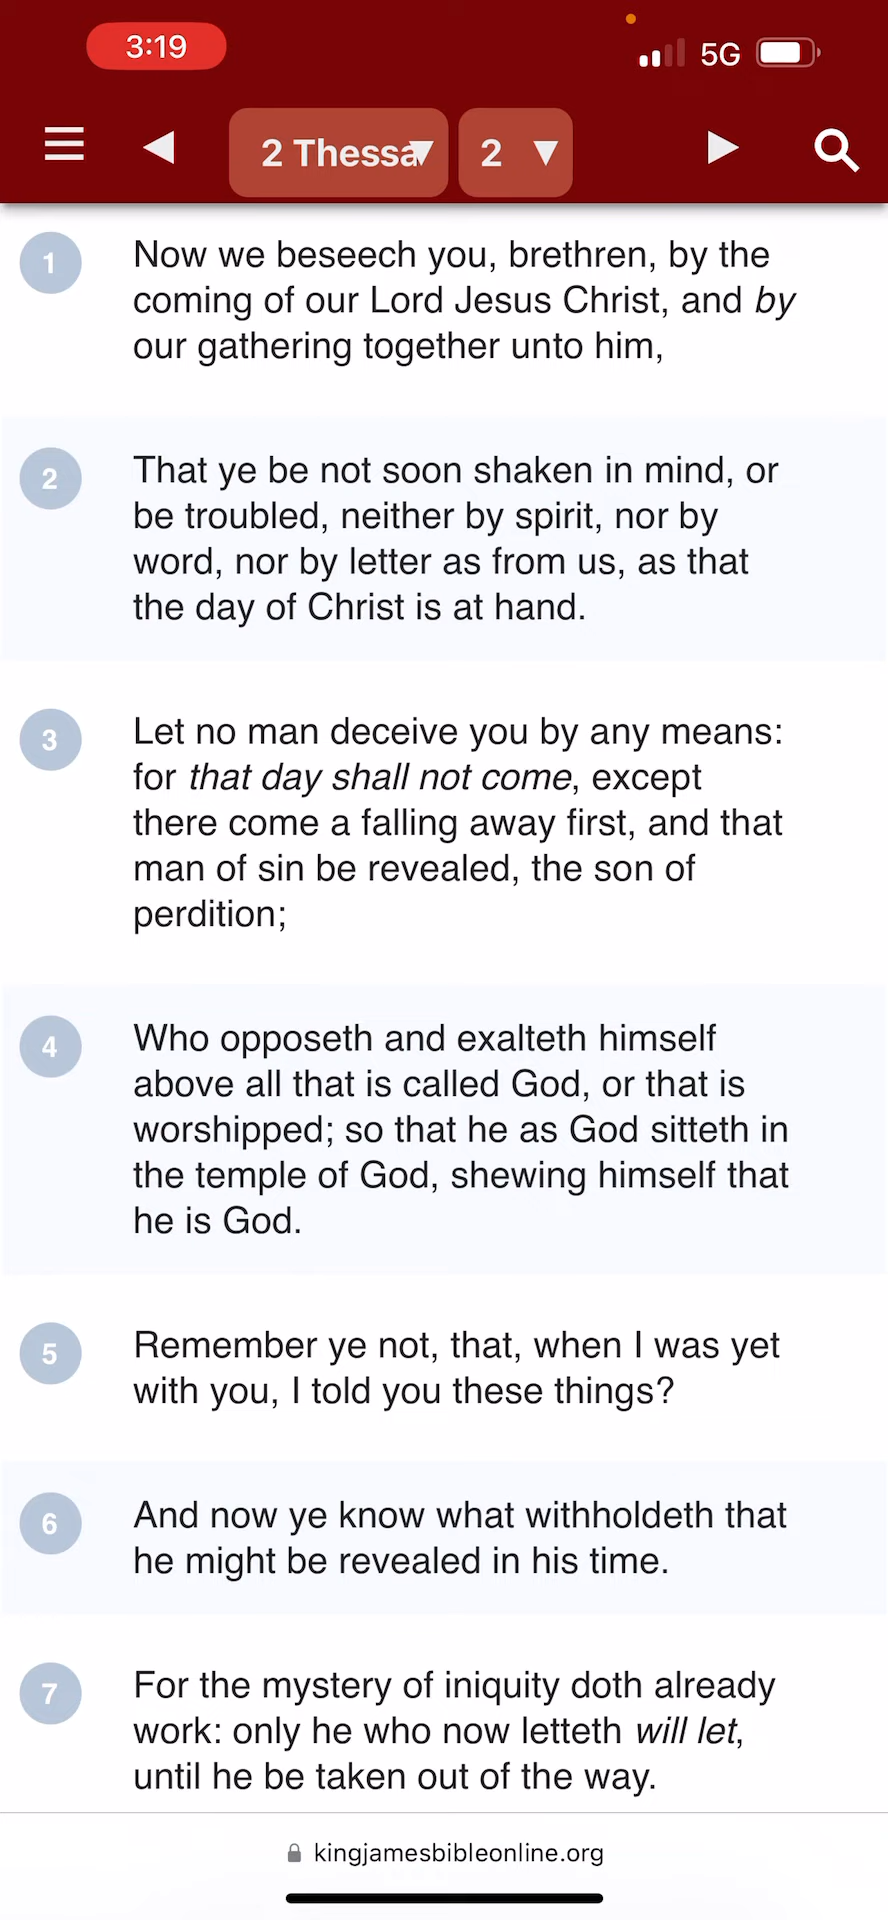 3:19
5G
2 Thessa
2
1
Now we beseech you, brethren, by the
coming of our Lord Jesus Christ, and by
our gathering together unto him,
2
That ye be not soon shaken in mind, or
be troubled, neither by spirit, nor by
word, nor by letter as from us, as that
the day of Christ is at hand.
3
Let no man deceive you by any means:
for that day shall not come, except
there come a falling away first, and that
man of sin be revealed, the son of
perdition;
4
Who opposeth and exalteth himself
above all that is called God, or that is
worshipped; so that he as God sitteth in
the temple of God, shewing himself that
he is God.
5
Remember ye not, that, when I was yet
with you, I told you these things?
6
And now ye know what withholdeth that
he might be revealed in his time.
7
For the mystery of iniquity doth already
work: only he who now letteth will let,
until he be taken out of the way.
kingjamesbibleonline.org